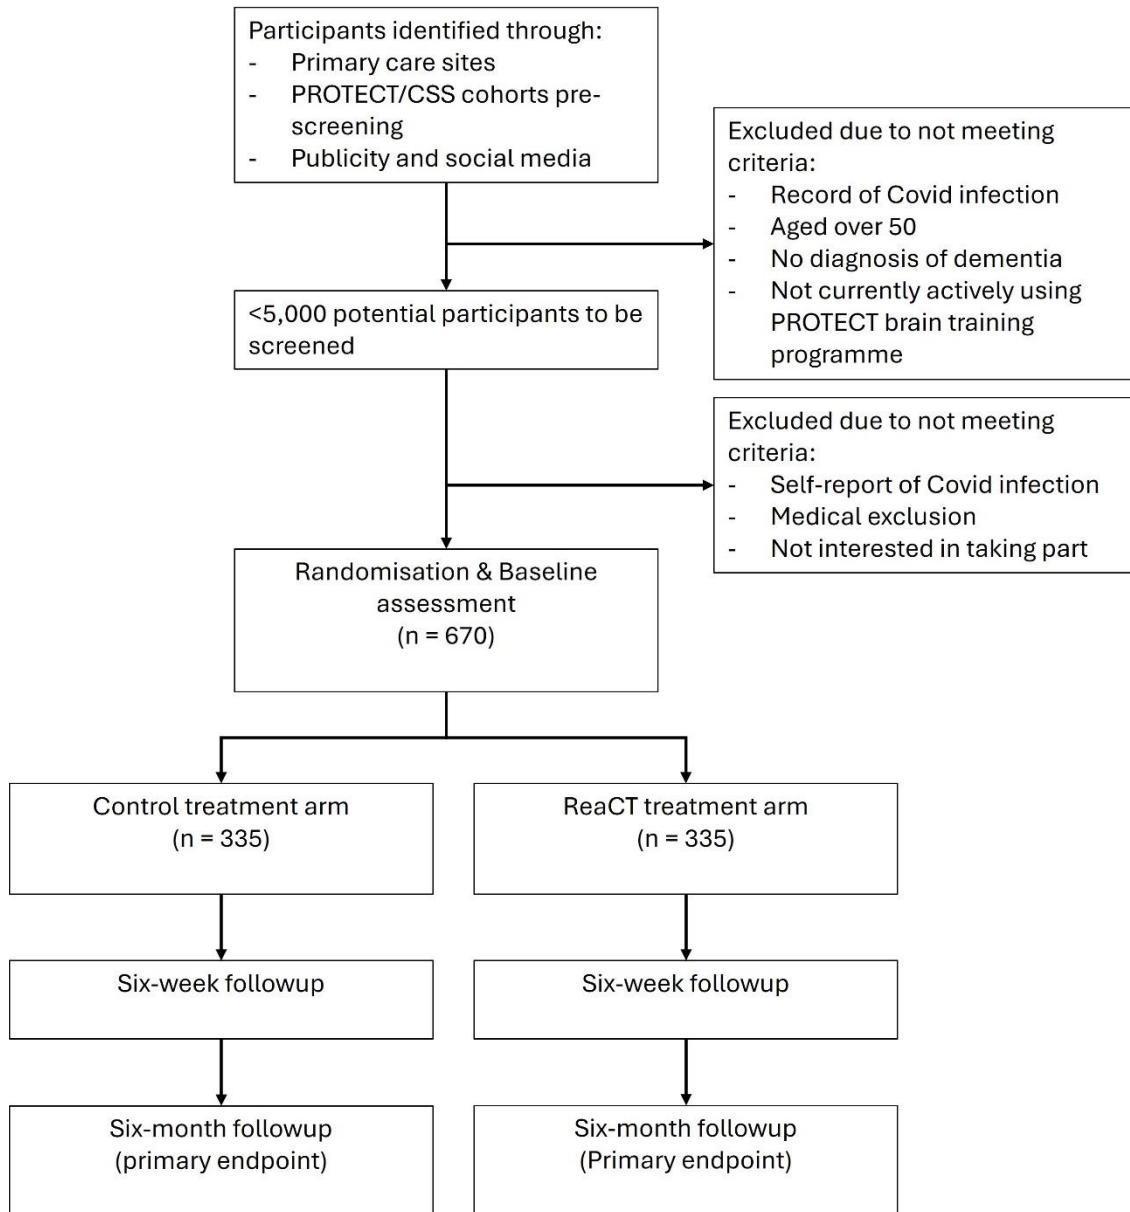 Participants identified through:
- Primary care sites
- PROTECT/CSS cohorts pre-
screening
- Publicity and social media
Excluded due to not meeting
criteria:
- Record of Covid infection
- Aged over 50
- No diagnosis of dementia
- Not currently actively using
PROTECT brain training
programme
<5,000 potential participants to be
screened
Excluded due to not meeting
criteria:
- Self-report of Covid infection
- Medical exclusion
- Not interested in taking part
Randomisation & Baseline
assessment
(n = 670)
Control treatment arm
(n = 335)
ReaCT treatment arm
(n = 335)
Six-week followup
Six-week followup
Six-month followup
(primary endpoint)
Six-month followup
(Primary endpoint)